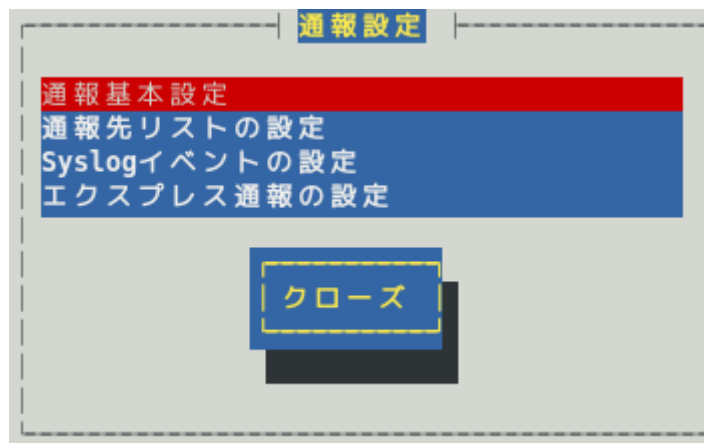 通報設定
通報基本設定
通報先リストの設定
Syslogイベントの設定
エクスプレス通報の設定
クローズ